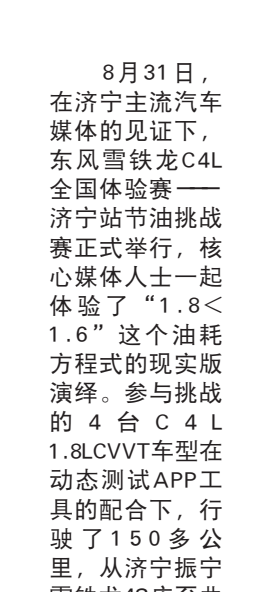 8月31日，
在济宁主流汽车
媒体的见证下，
东风雪铁龙C4L
全国体验赛——
济宁站节油挑战
赛正式举行，核
心媒体人士一起
体验了“1.8＜
1.6”这个油耗
方程式的现实版
演绎。参与挑战
的4台C4L
1.8LCVVT车型在
动态测试APP工
具的配合下，行
驶了150多公
里，从济宁振宁